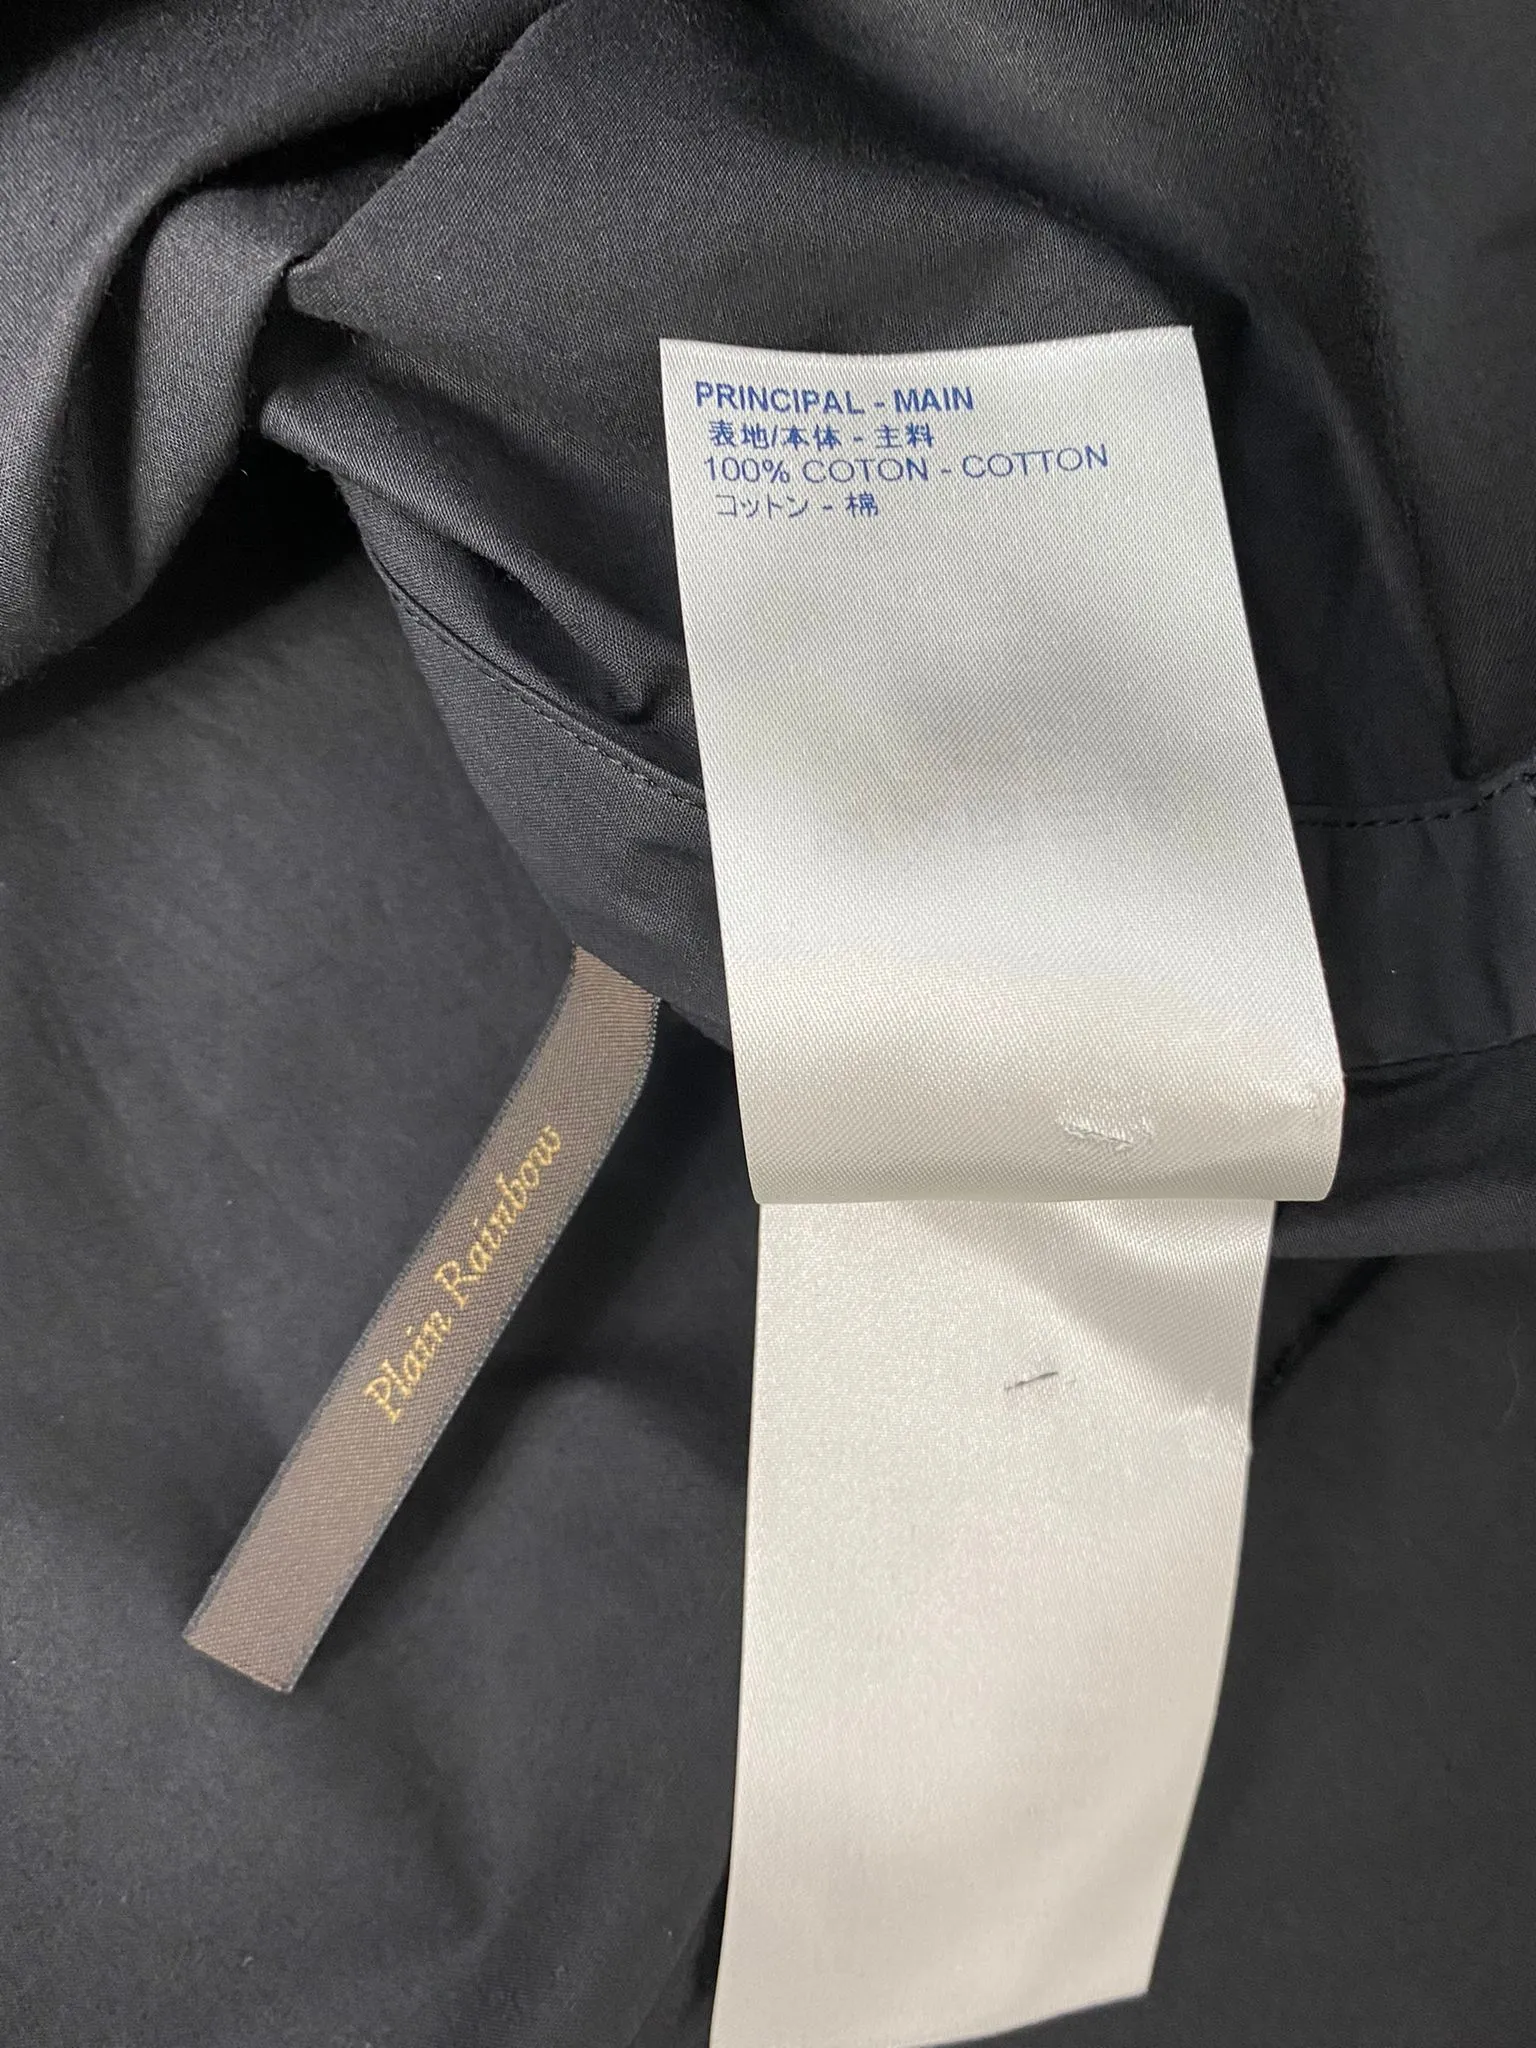 PRINCIPAL - MAIN
表地/本体 - 主料
100% COTON - COTTON
コットン - 棉
Plain Rainbow